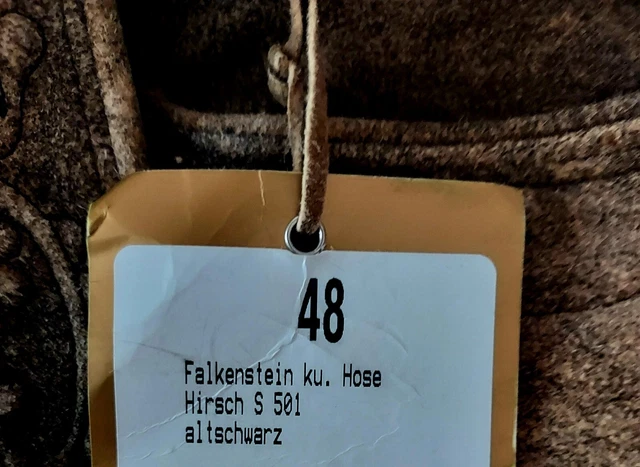 48
Falkenstein ku. Hose
Hirsch S 501
altschwarz